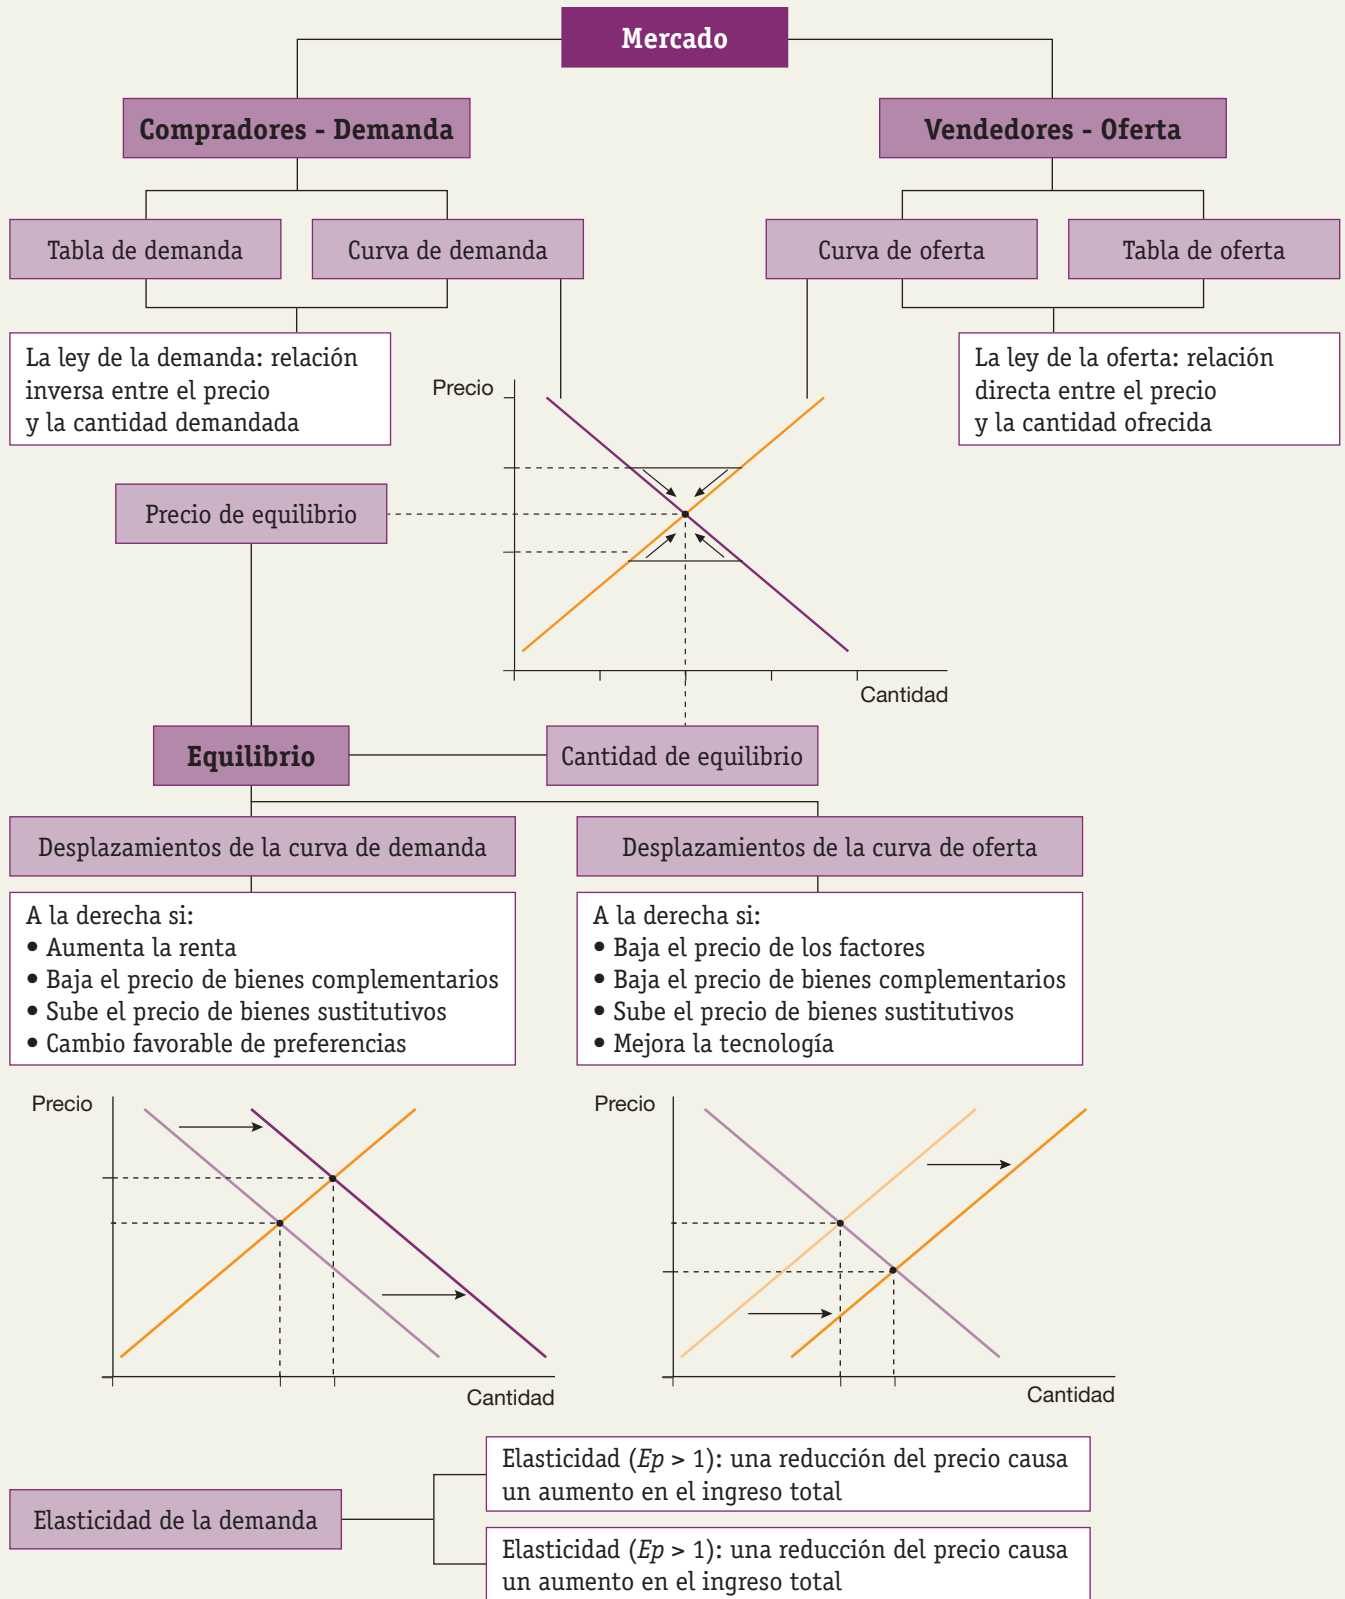 Mercado
Compradores - Demanda
Vendedores - Oferta
Tabla de demanda
Curva de demanda
Curva de oferta
Tabla de oferta
La ley de la demanda: relación
inversa entre el precio
y la cantidad demandada
La ley de la oferta: relación
directa entre el precio
y la cantidad ofrecida
Precio
Precio de equilibrio
Cantidad
Equilibrio
Cantidad de equilibrio
Desplazamientos de la curva de demanda
A la derecha si:
• Aumenta la renta
• Baja el precio de bienes complementarios
• Sube el precio de bienes sustitutivos
• Cambio favorable de preferencias
Desplazamientos de la curva de oferta
A la derecha si:
• Baja el precio de los factores
• Baja el precio de bienes complementarios
• Sube el precio de bienes sustitutivos
• Mejora la tecnología
Precio
Cantidad
Precio
Cantidad
Elasticidad de la demanda
Elasticidad (Ep > 1): una reducción del precio causa
un aumento en el ingreso total
Elasticidad (Ep > 1): una reducción del precio causa
un aumento en el ingreso total